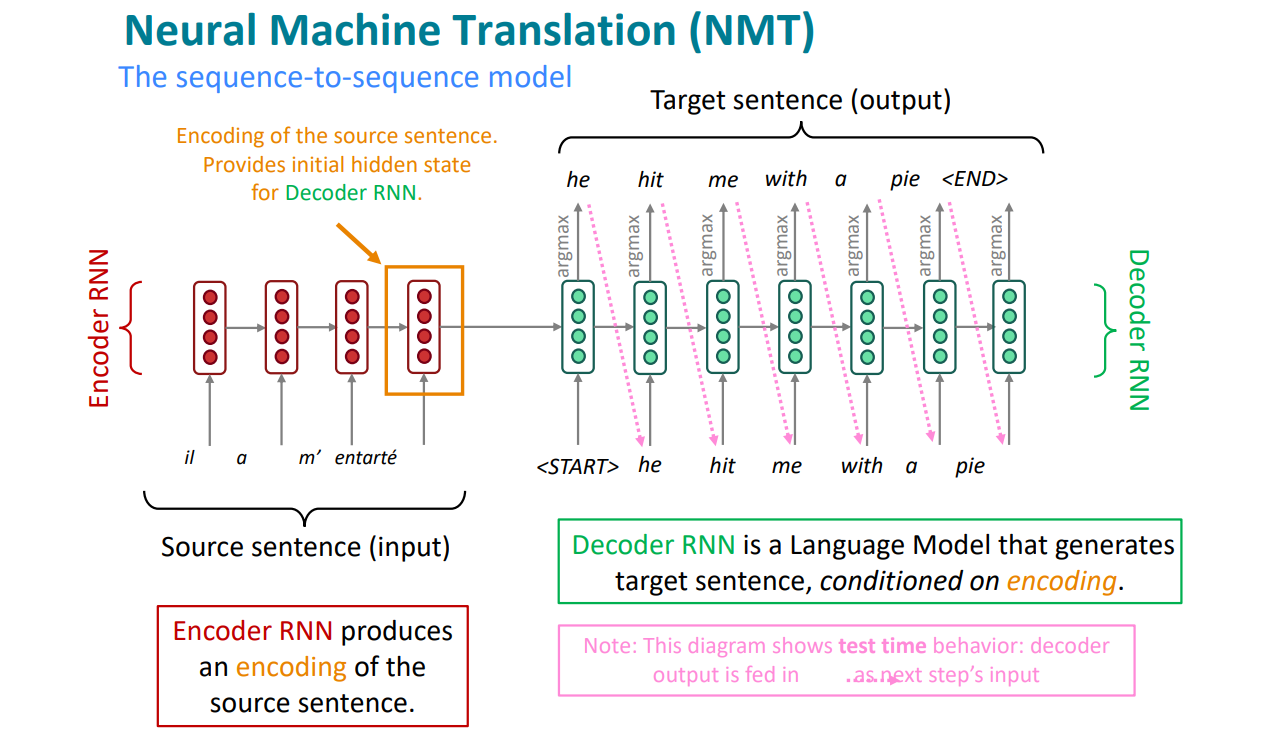 Neural Machine Translation (NMT)
The sequence-to-sequence model
Target sentence (output)
Encoding of the source sentence.
Provides initial hidden state
for Decoder RNN.
he hit me with a pie <END>
argmax argmax argmax argmax argmax argmax argmax
Encoder RNN
Decoder RNN
il a m’ entarté
<START> he hit me with a pie
Source sentence (input)
Decoder RNN is a Language Model that generates
target sentence, conditioned on encoding.
Encoder RNN produces
an encoding of the
source sentence.
Note: This diagram shows test time behavior: decoder
output is fed in as next step’s input